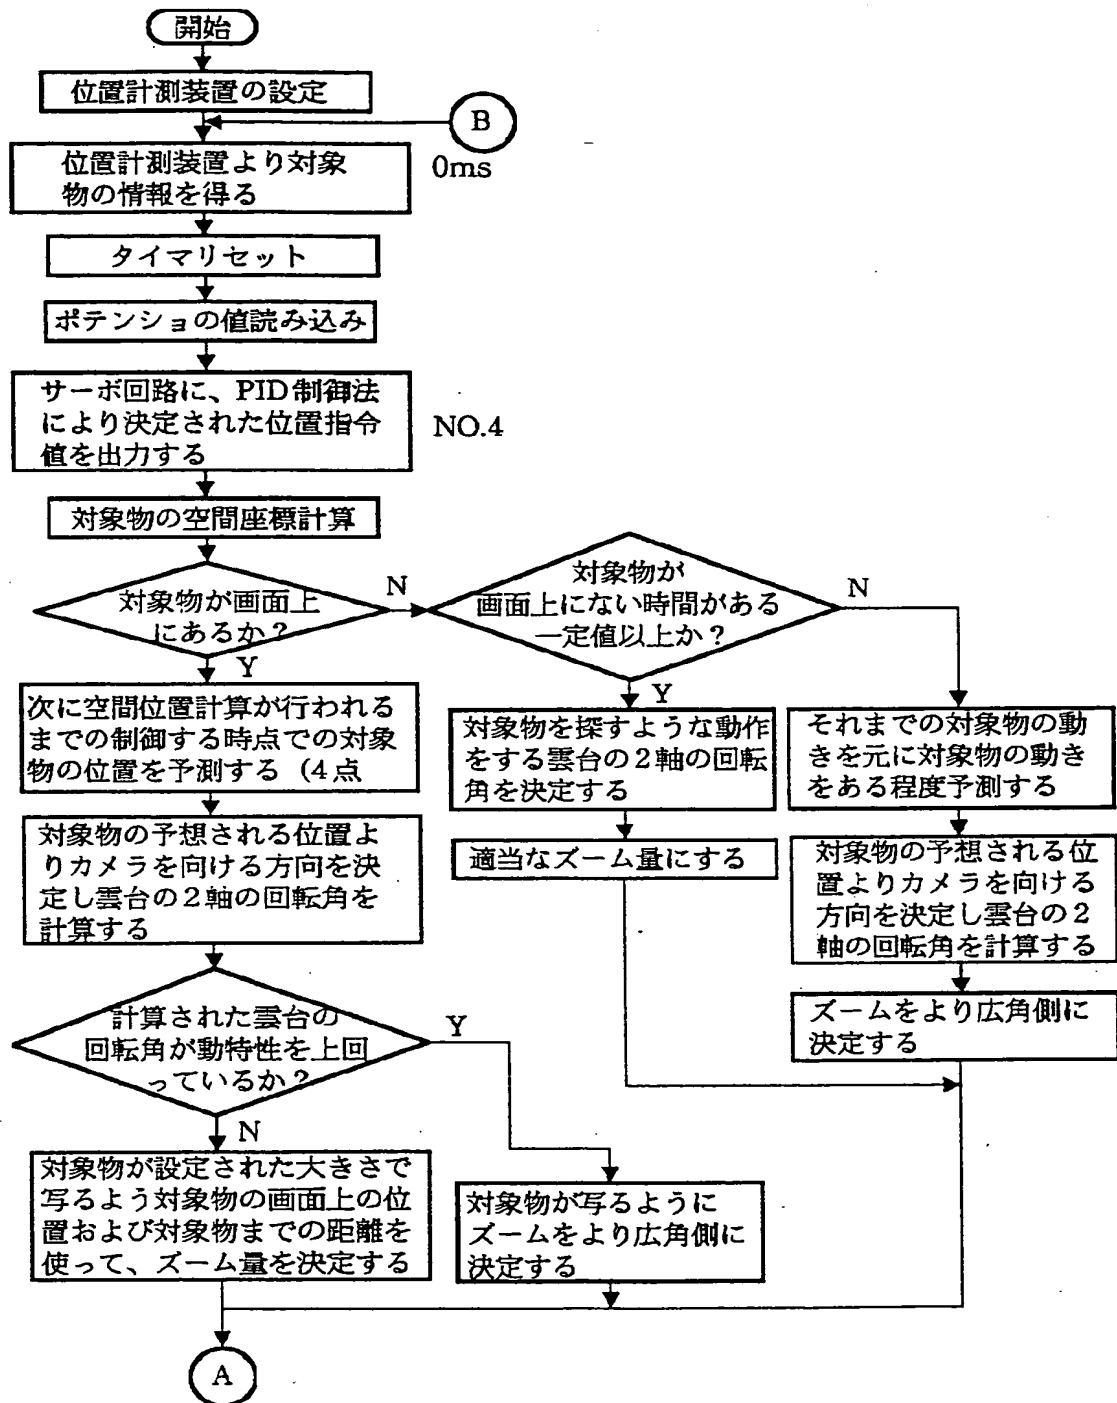 開始
位置計測装置の設定
B
位置計測装置より対象
物の情報を得る
0ms
タイマリセット
ポテンショの値読み込み
サーボ回路に、PID制御法
により決定された位置指令
値を出力する
NO.4
対象物の空間座標計算
対象物が画面上
にあるか？
N
Y
対象物が
画面上にない時間がある
一定値以上か？
N
Y
次に空間位置計算が行われる
までの制御する時点での対象
物の位置を予測する（4点
対象物を探すような動作
をする雲台の2軸の回転
角を決定する
それまでの対象物の動
きを元に対象物の動き
をある程度予測する
対象物の予想される位置
よりカメラを向ける方向を決
定し雲台の2軸の回転角を
計算する
適当なズーム量にする
対象物の予想される位
置よりカメラを向ける
方向を決定し雲台の2
軸の回転角を計算する
ズームをより広角側に
決定する
計算された雲台の
回転角が動特性を上回
っているか？
Y
N
対象物が設定された大きさで
写るよう対象物の画面上の位
置および対象物までの距離を
使って、ズーム量を決定する
対象物が写るように
ズームをより広角側に
決定する
A